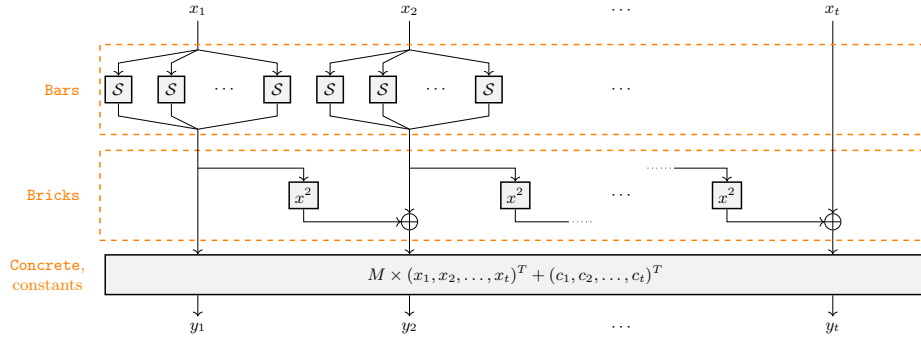 x₁ x₂ ⋯ xₜ
Bars 𝒮 𝒮 ⋯ 𝒮 𝒮 𝒮 ⋯ 𝒮 ⋯
Bricks x² x² ⋯ x²
Concrete,
constants
M × (x₁, x₂, …, xₜ)ᵀ + (c₁, c₂, …, cₜ)ᵀ
y₁ y₂ ⋯ yₜ